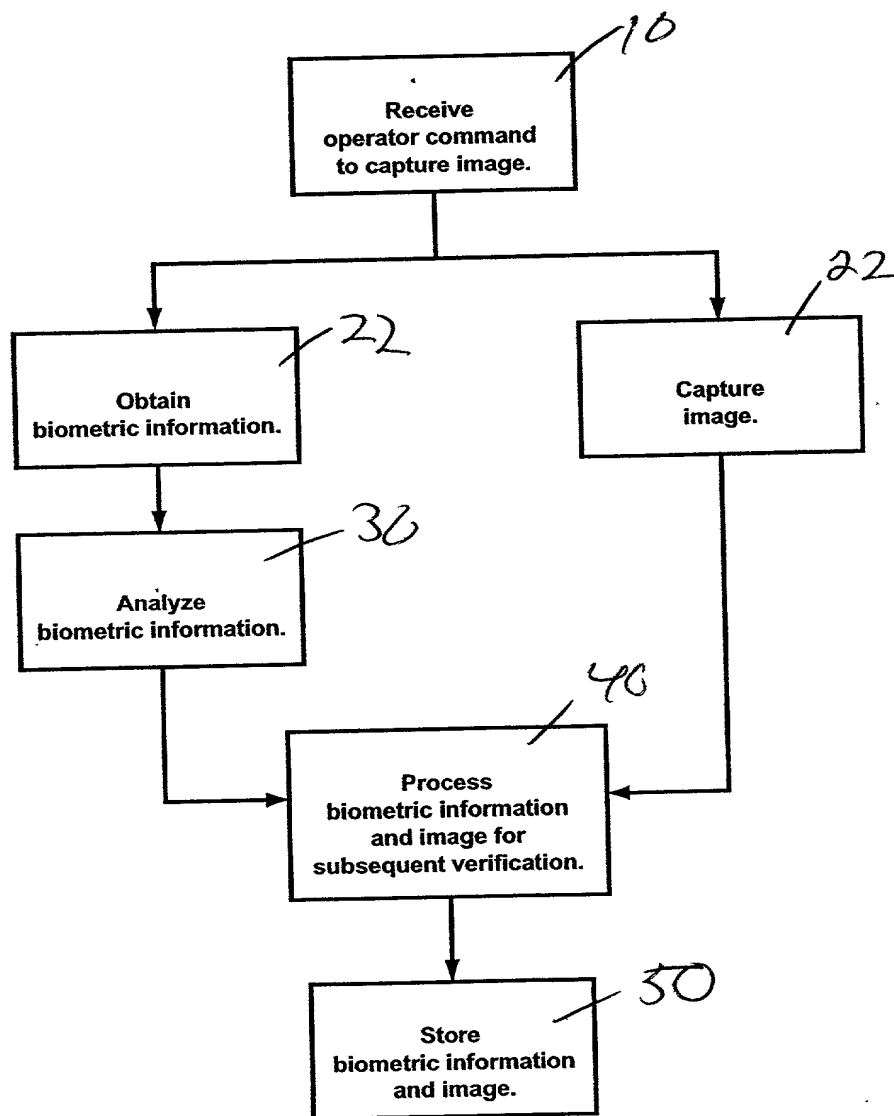 10
Receive
operator command
to capture image.
22
22
Obtain
biometric information.
Capture
image.
30
Analyze
biometric information.
40
Process
biometric information
and image for
subsequent verification.
50
Store
biometric information
and image.